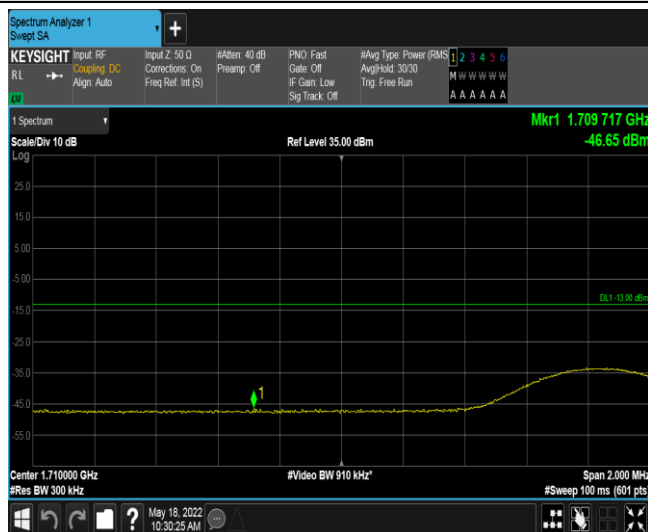 Spectrum Analyzer 1
Swept SA
KEYSIGHT
RL
Input: RF
Coupling: DC
Align: Auto
Input Z: 50 Ω
Corrections: On
Freq Ref: Int (S)
#Atten: 40 dB
Preamp: Off
PNO: Fast
Gate: Off
IF Gain: Low
Sig Track: Off
#Avg Type: Power (RMS
Avg|Hold: 30/30
Trig: Free Run
1 2 3 4 5 6
M W W W W W
A A A A A A
1 Spectrum
Scale/Div 10 dB
Ref Level 35.00 dBm
Mkr1 1.709 717 GHz
-46.65 dBm
Log
25.0
15.0
5.00
-5.00
-15.0
-25.0
-35.0
-45.0
-55.0
DL1 -13.00 dBm
1
Center 1.710000 GHz
#Res BW 300 kHz
#Video BW 910 kHz*
Span 2.000 MHz
#Sweep 100 ms (601 pts)
May 18, 2022
10:30:25 AM